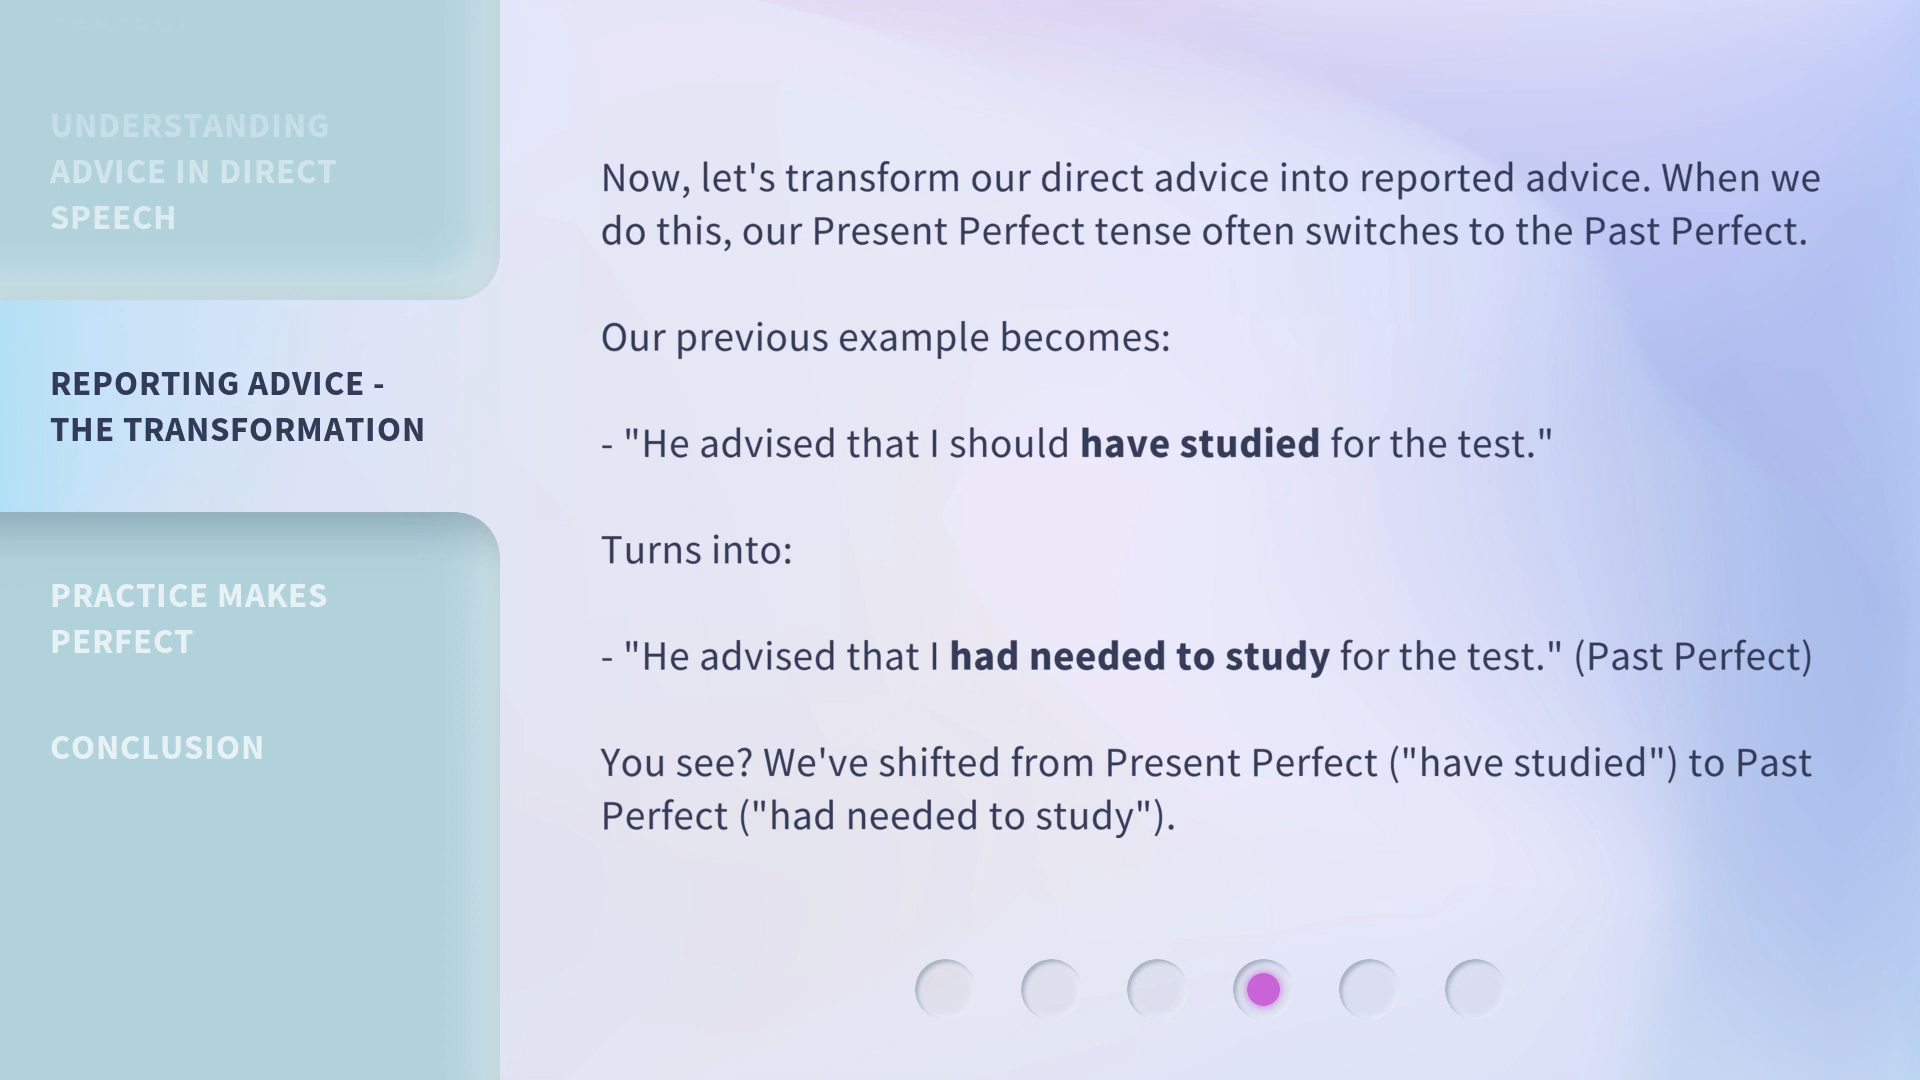 UNDERSTANDING
ADVICE IN DIRECT
SPEECH
REPORTING ADVICE -
THE TRANSFORMATION
PRACTICE MAKES
PERFECT
CONCLUSION
Now, let's transform our direct advice into reported advice. When we
do this, our Present Perfect tense often switches to the Past Perfect.
Our previous example becomes:
- "He advised that I should have studied for the test."
Turns into:
- "He advised that I had needed to study for the test." (Past Perfect)
You see? We've shifted from Present Perfect ("have studied") to Past
Perfect ("had needed to study").